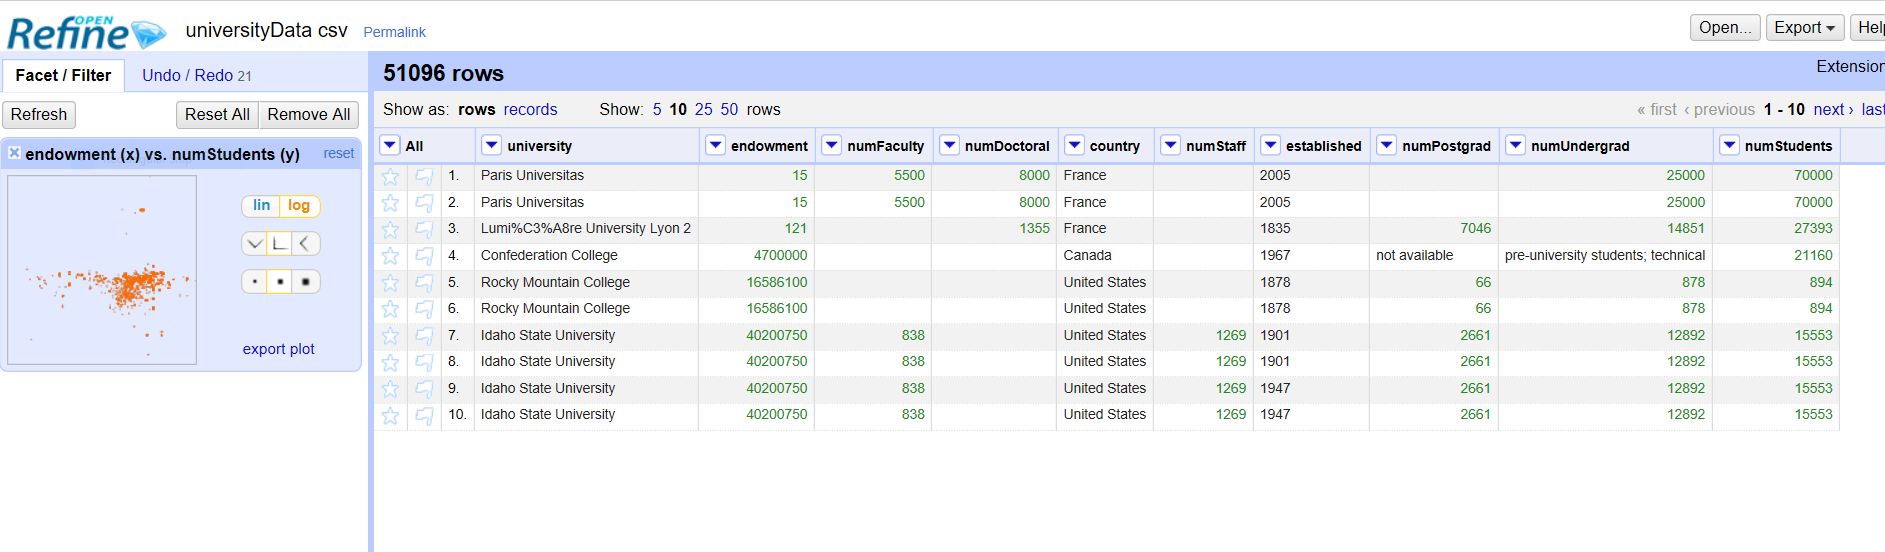 OPEN
Refine universityData csv Permalink Open... Export Help
Facet / Filter Undo / Redo 21 51096 rows Extension
Refresh Reset All Remove All Show as: rows records Show: 5 10 25 50 rows « first ‹ previous 1 - 10 next › last
endowment (x) vs. numStudents (y) reset
lin log
export plot
All university endowment numFaculty numDoctoral country numStaff established numPostgrad numUndergrad numStudents
1. Paris Universitas 15 5500 8000 France 2005 25000 70000
2. Paris Universitas 15 5500 8000 France 2005 25000 70000
3. Lumi%C3%A8re University Lyon 2 121 1355 France 1835 7046 14851 27393
4. Confederation College 4700000 Canada 1967 not available pre-university students; technical 21160
5. Rocky Mountain College 16586100 United States 1878 66 878 894
6. Rocky Mountain College 16586100 United States 1878 66 878 894
7. Idaho State University 40200750 838 United States 1269 1901 2661 12892 15553
8. Idaho State University 40200750 838 United States 1269 1901 2661 12892 15553
9. Idaho State University 40200750 838 United States 1269 1947 2661 12892 15553
10. Idaho State University 40200750 838 United States 1269 1947 2661 12892 15553